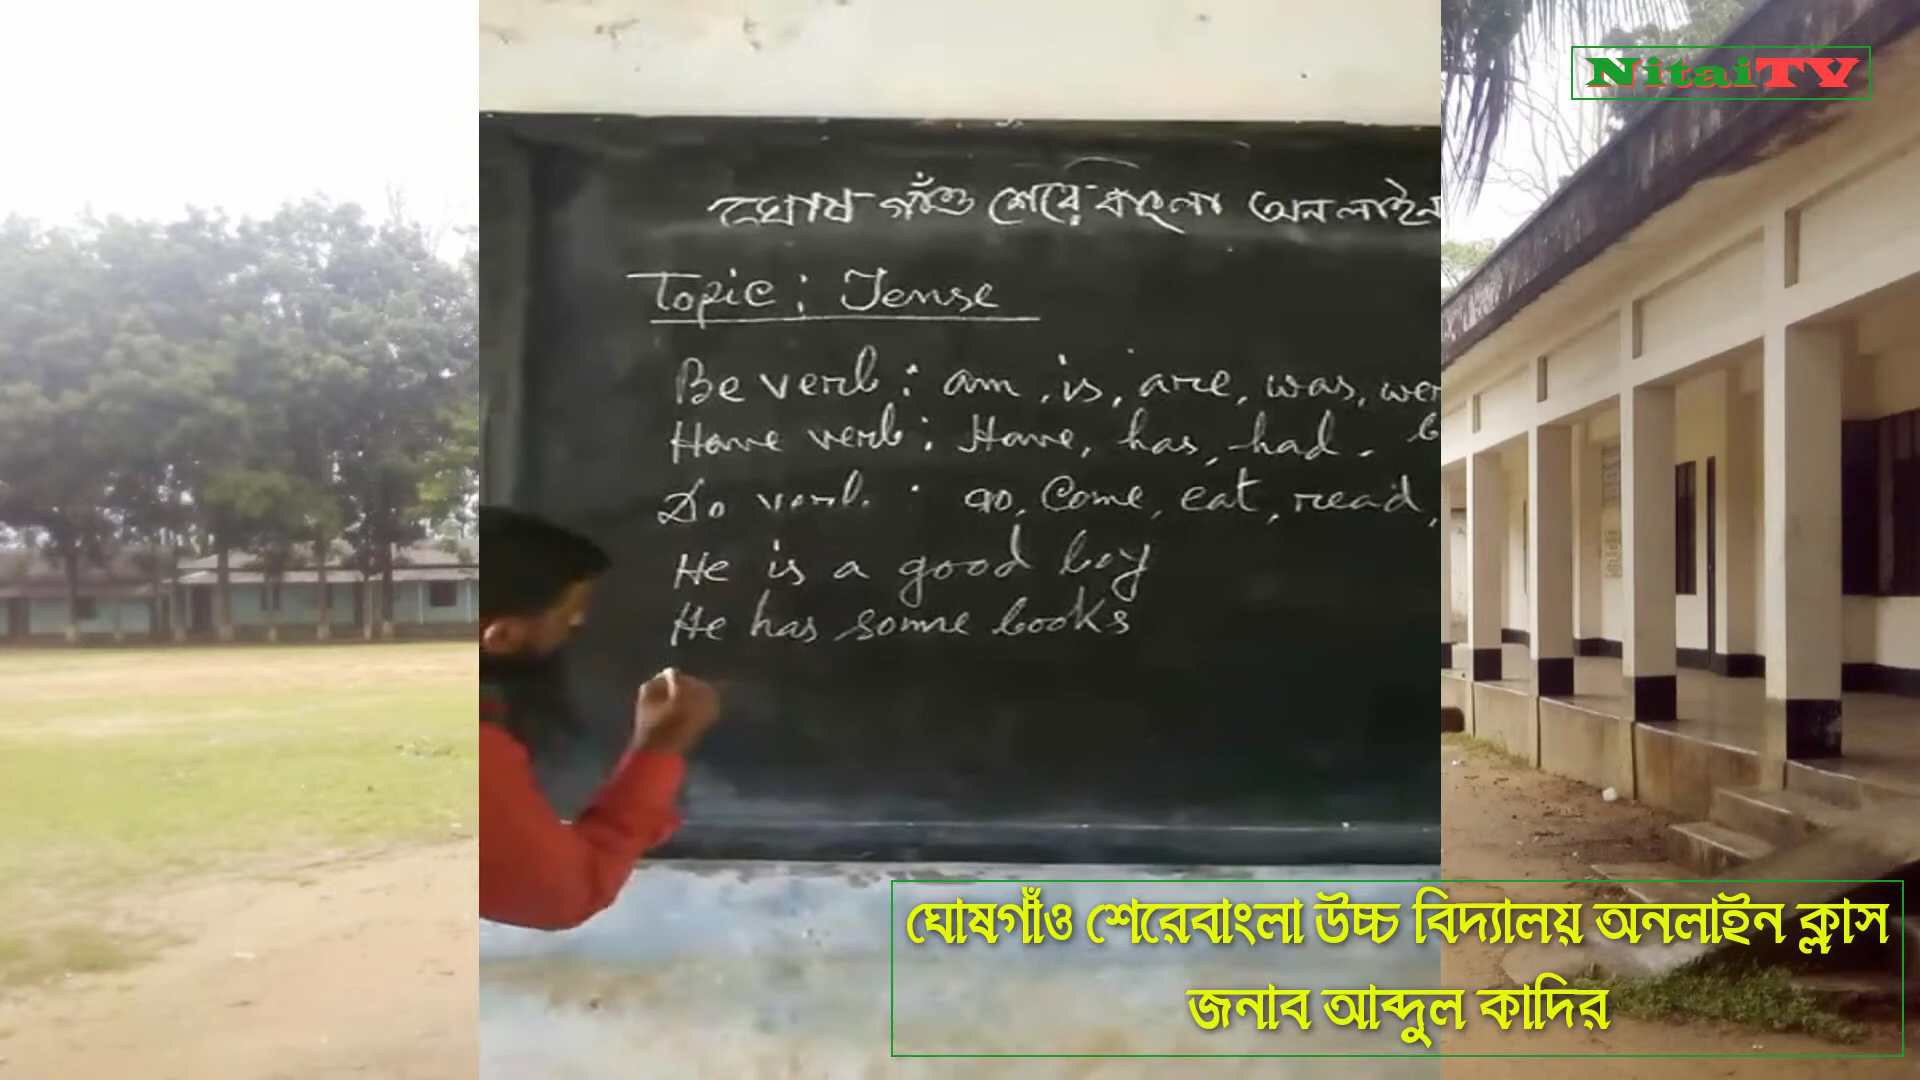 NitaiTV
ঘোষ গাঁও শেরে বাংলা অনলাইন
Topic : Tense
Be verb : am, is, are, was, wer
Have verb : Have, has, had.
Do verb : go, Come, eat, read,
He is a good boy
He has some books
ঘোষগাঁও শেরেবাংলা উচ্চ বিদ্যালয় অনলাইন ক্লাস
জনাব আব্দুল কাদির